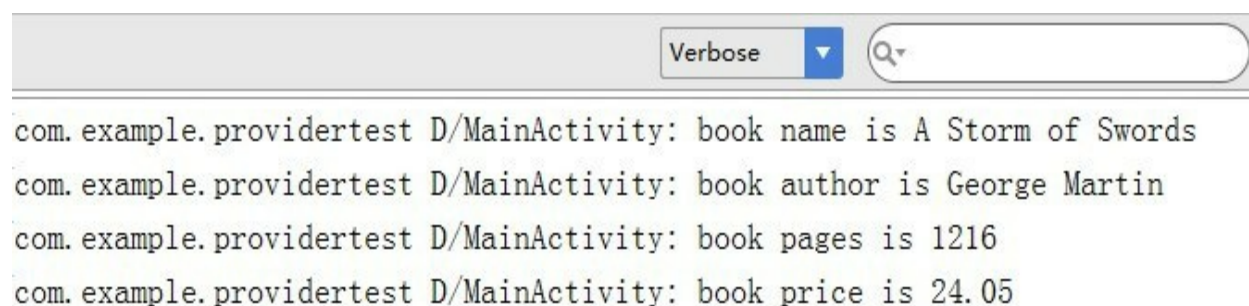 Verbose
com.example.providertest D/MainActivity: book name is A Storm of Swords
com.example.providertest D/MainActivity: book author is George Martin
com.example.providertest D/MainActivity: book pages is 1216
com.example.providertest D/MainActivity: book price is 24.05